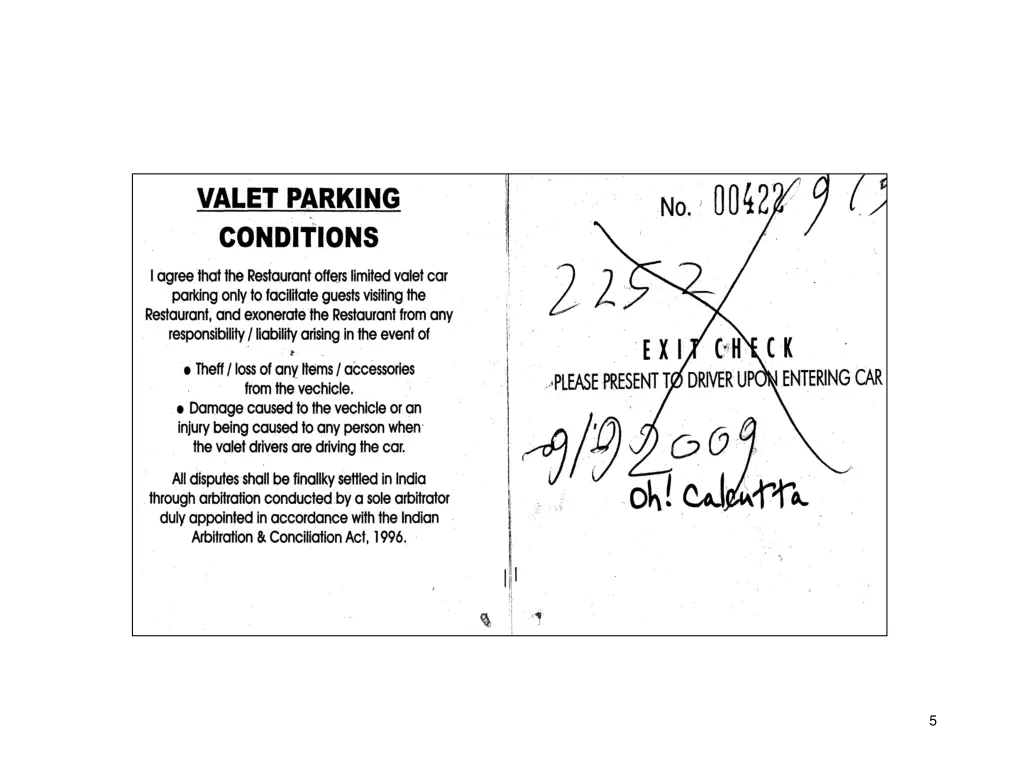 VALET PARKING
CONDITIONS
I agree that the Restaurant offers limited valet car
parking only to facilitate guests visiting the
Restaurant, and exonerate the Restaurant from any
responsibility / liability arising in the event of
● Theff / loss of any Items / accessories
from the vechicle.
● Damage caused to the vechicle or an
injury being caused to any person when
the valet drivers are driving the car.
All disputes shall be finallky settled in India
through arbitration conducted by a sole arbitrator
duly appointed in accordance with the Indian
Arbitration & Conciliation Act, 1996.
No. 00422
2252
EXIT CHECK
PLEASE PRESENT TO DRIVER UPON ENTERING CAR
2009
Oh! Calcutta
5